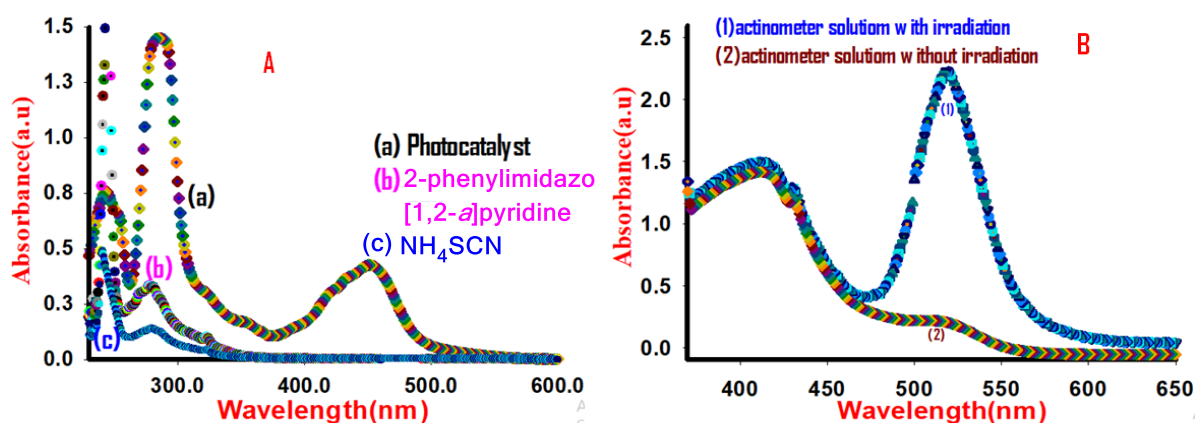 A
1.5
1.3
1.0
0.8
0.5
0.3
0.0
Absorbance(a.u)
(a) Photocatalyst
(b) 2-phenylimidazo
[1,2-a]pyridine
(c) NH4SCN
(a)
(b)
(c)
300.0 400.0 500.0 600.0
Wavelength(nm)
(1)actinometer solutiom with irradiation
(2)actinometer solutiom without irradiation
B
2.5
2.0
1.5
1.0
0.5
0.0
Absorbance(a.u)
(1)
(2)
400 450 500 550 600 650
Wavelength(nm)